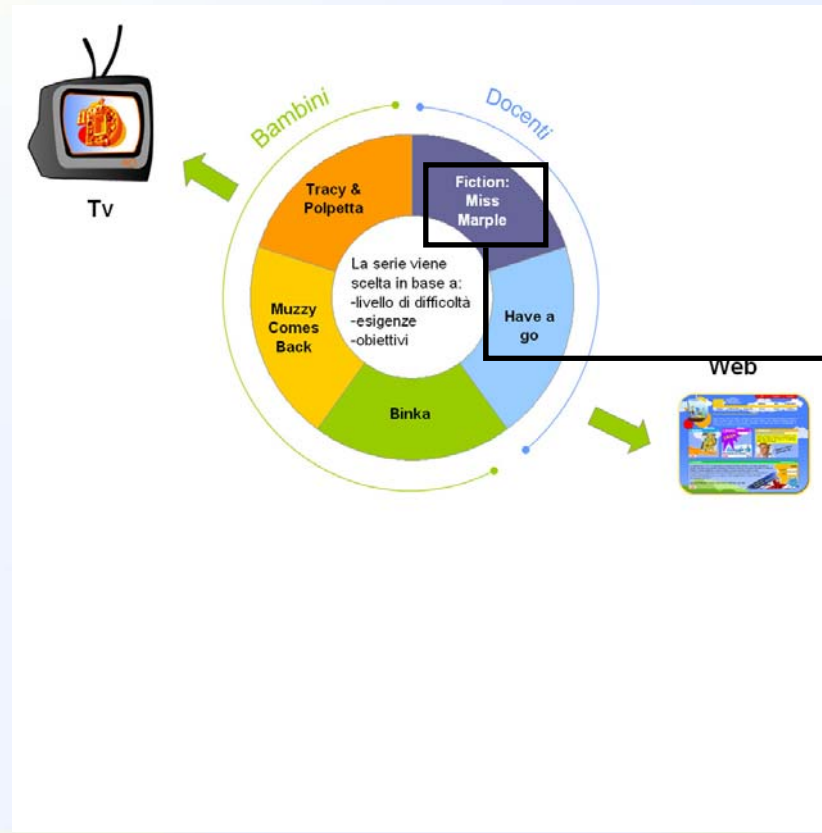 Bambini
Docenti
Tv
Tracy &
Polpetta
Fiction:
Miss
Marple
La serie viene
scelta in base a:
-livello di difficoltà
-esigenze
-obiettivi
Muzzy
Comes
Back
Have a
go
Binka
Web